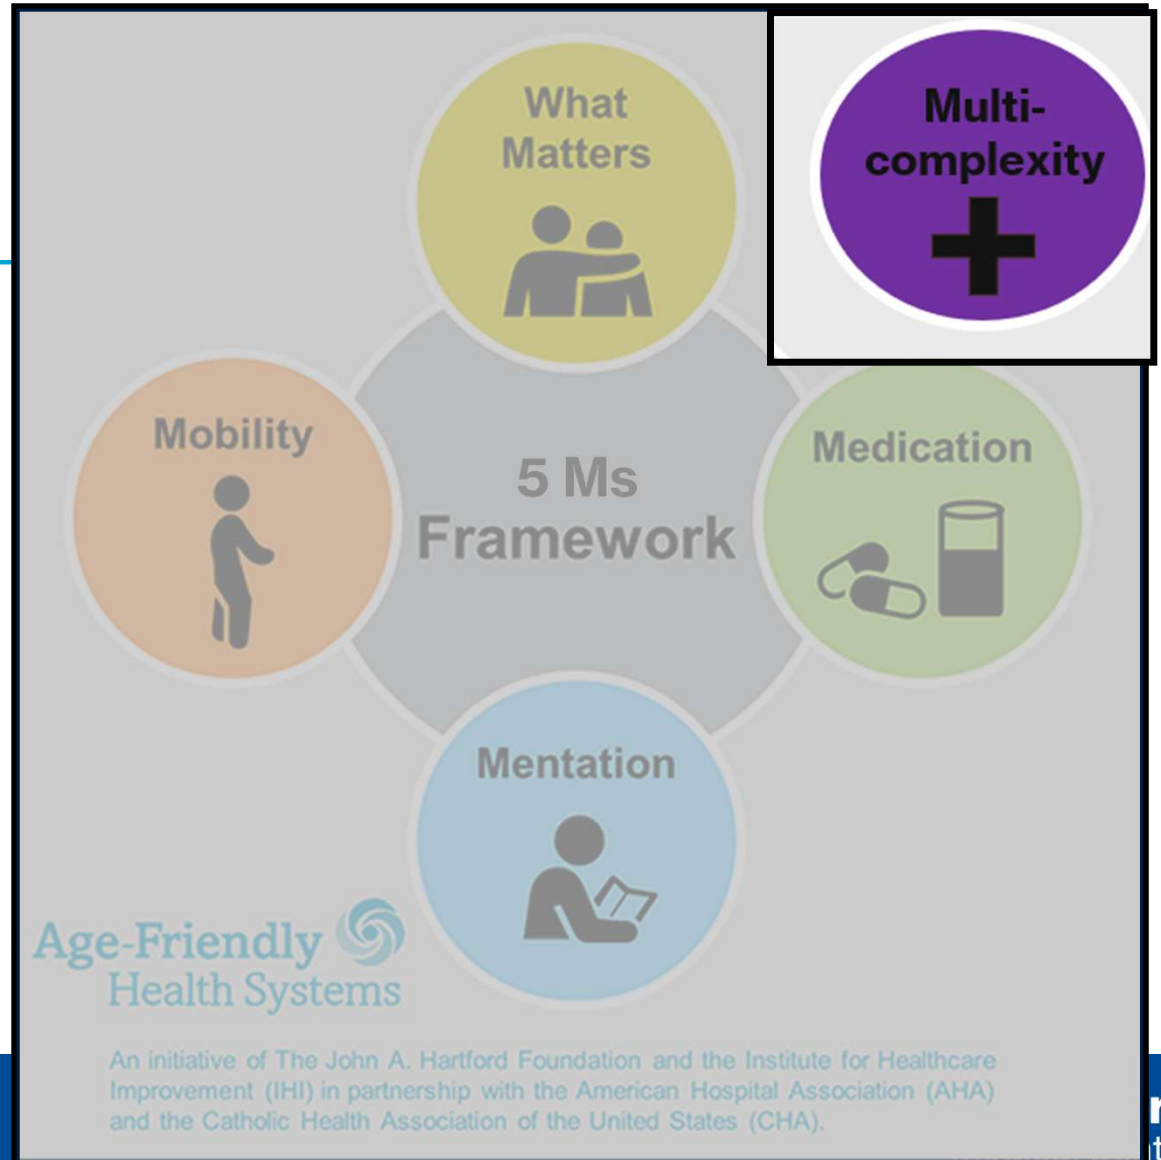 What
Matters
Multi-
complexity
Mobility
Medication
5 Ms
Framework
Mentation
Age-Friendly
Health Systems
An initiative of The John A. Hartford Foundation and the Institute for Healthcare
Improvement (IHI) in partnership with the American Hospital Association (AHA)
and the Catholic Health Association of the United States (CHA).